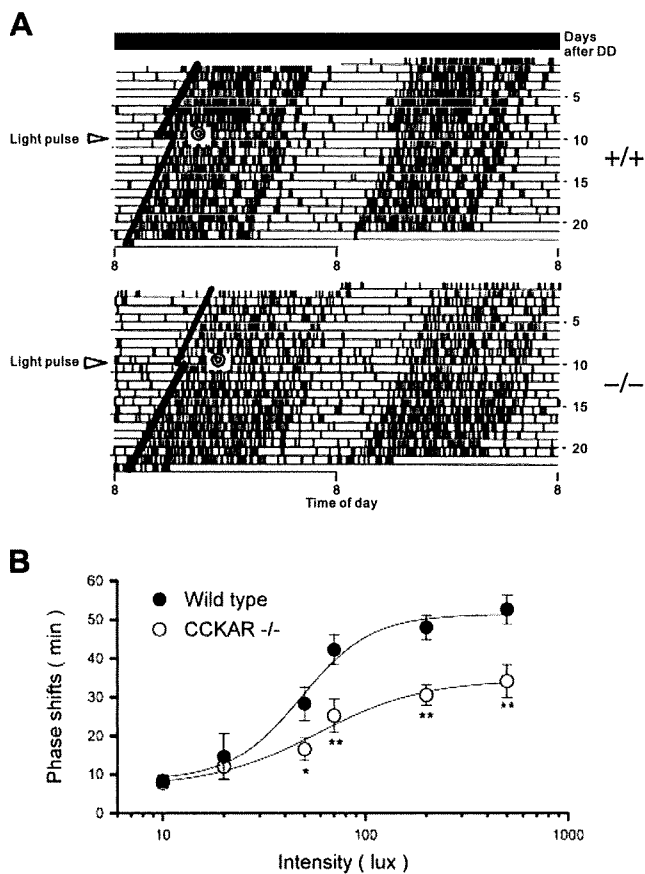 A
Days
after DD
5
Light pulse
10
+/+
15
20
8 8 8
5
Light pulse
10
−/−
15
20
8 8 8
Time of day
B
60
50
40
30
20
10
0
Phase shifts ( min )
Wild type
CCKAR -/-
* ** ** **
10 100 1000
Intensity ( lux )